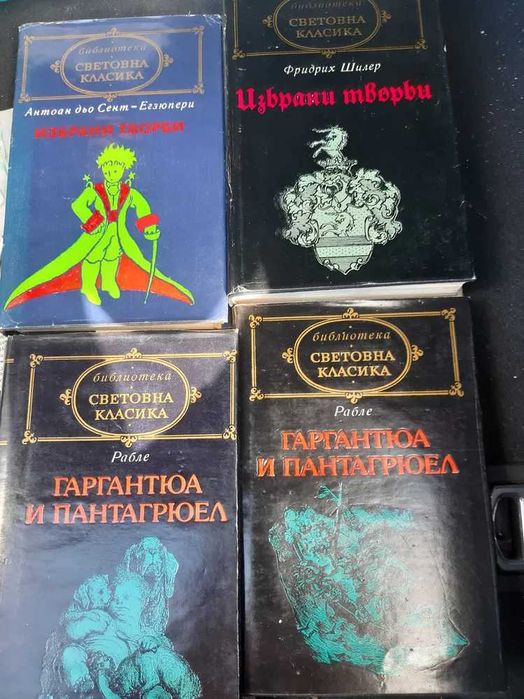 библиотека
СВЕТОВНА
КЛАСИКА
Антоан дьо Сент-Егзюпери
ИЗБРАНИ ТВОРБИ
библиотека
СВЕТОВНА
КЛАСИКА
Фридрих Шилер
Избрани творби
библиотека
СВЕТОВНА
КЛАСИКА
Рабле
ГАРГАНТЮА
И ПАНТАГРЮЕЛ
библиотека
СВЕТОВНА
КЛАСИКА
Рабле
ГАРГАНТЮА
И ПАНТАГРЮЕЛ